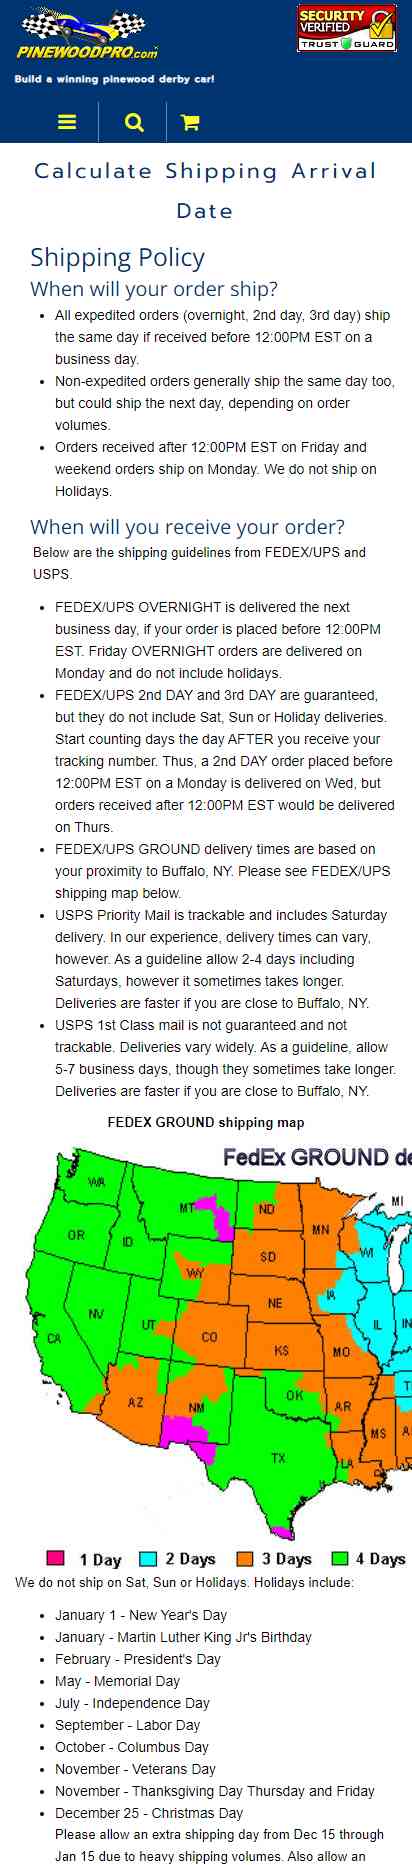 PINEWOODPRO.com
SECURITY
VERIFIED
TRUST GUARD
Build a winning pinewood derby car!
Calculate Shipping Arrival
Date
Shipping Policy
When will your order ship?
All expedited orders (overnight, 2nd day, 3rd day) ship
the same day if received before 12:00PM EST on a
business day.
Non-expedited orders generally ship the same day too,
but could ship the next day, depending on order
volumes.
Orders received after 12:00PM EST on Friday and
weekend orders ship on Monday. We do not ship on
Holidays.
When will you receive your order?
Below are the shipping guidelines from FEDEX/UPS and
USPS.
FEDEX/UPS OVERNIGHT is delivered the next
business day, if your order is placed before 12:00PM
EST. Friday OVERNIGHT orders are delivered on
Monday and do not include holidays.
FEDEX/UPS 2nd DAY and 3rd DAY are guaranteed,
but they do not include Sat, Sun or Holiday deliveries.
Start counting days the day AFTER you receive your
tracking number. Thus, a 2nd DAY order placed before
12:00PM EST on a Monday is delivered on Wed, but
orders received after 12:00PM EST would be delivered
on Thurs.
FEDEX/UPS GROUND delivery times are based on
your proximity to Buffalo, NY. Please see FEDEX/UPS
shipping map below.
USPS Priority Mail is trackable and includes Saturday
delivery. In our experience, delivery times can vary,
however. As a guideline allow 2-4 days including
Saturdays, however it sometimes takes longer.
Deliveries are faster if you are close to Buffalo, NY.
USPS 1st Class mail is not guaranteed and not
trackable. Deliveries vary widely. As a guideline, allow
5-7 business days, though they sometimes take longer.
Deliveries are faster if you are close to Buffalo, NY.
FEDEX GROUND shipping map
FedEx GROUND de
WA
MT
ND
MN
MI
OR
ID
SD
WI
WY
IA
NE
NV
UT
IL
IN
CA
CO
KS
MO
T
AZ
NM
OK
AR
MS
A
TX
LA
1 Day
2 Days
3 Days
4 Days
We do not ship on Sat, Sun or Holidays. Holidays include:
January 1 - New Year's Day
January - Martin Luther King Jr's Birthday
February - President's Day
May - Memorial Day
July - Independence Day
September - Labor Day
October - Columbus Day
November - Veterans Day
November - Thanksgiving Day Thursday and Friday
December 25 - Christmas Day
Please allow an extra shipping day from Dec 15 through
Jan 15 due to heavy shipping volumes. Also allow an